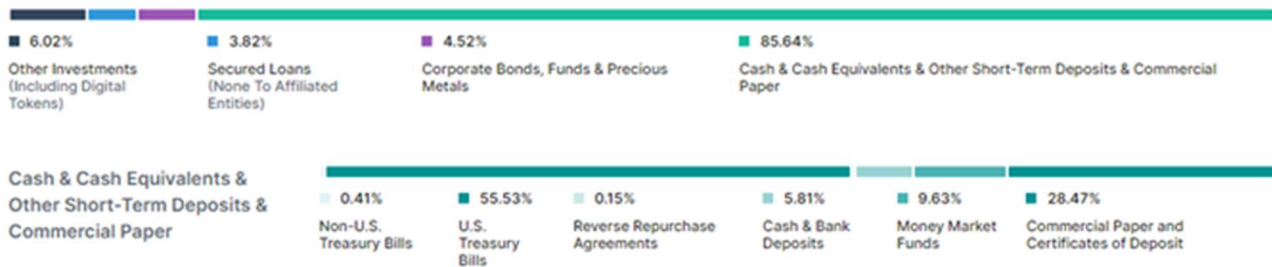 6.02%
Other Investments
(Including Digital
Tokens)
3.82%
Secured Loans
(None To Affiliated
Entities)
4.52%
Corporate Bonds, Funds & Precious
Metals
85.64%
Cash & Cash Equivalents & Other Short-Term Deposits & Commercial
Paper
Cash & Cash Equivalents &
Other Short-Term Deposits &
Commercial Paper
0.41%
Non-U.S.
Treasury Bills
55.53%
U.S.
Treasury
Bills
0.15%
Reverse Repurchase
Agreements
5.81%
Cash & Bank
Deposits
9.63%
Money Market
Funds
28.47%
Commercial Paper and
Certificates of Deposit